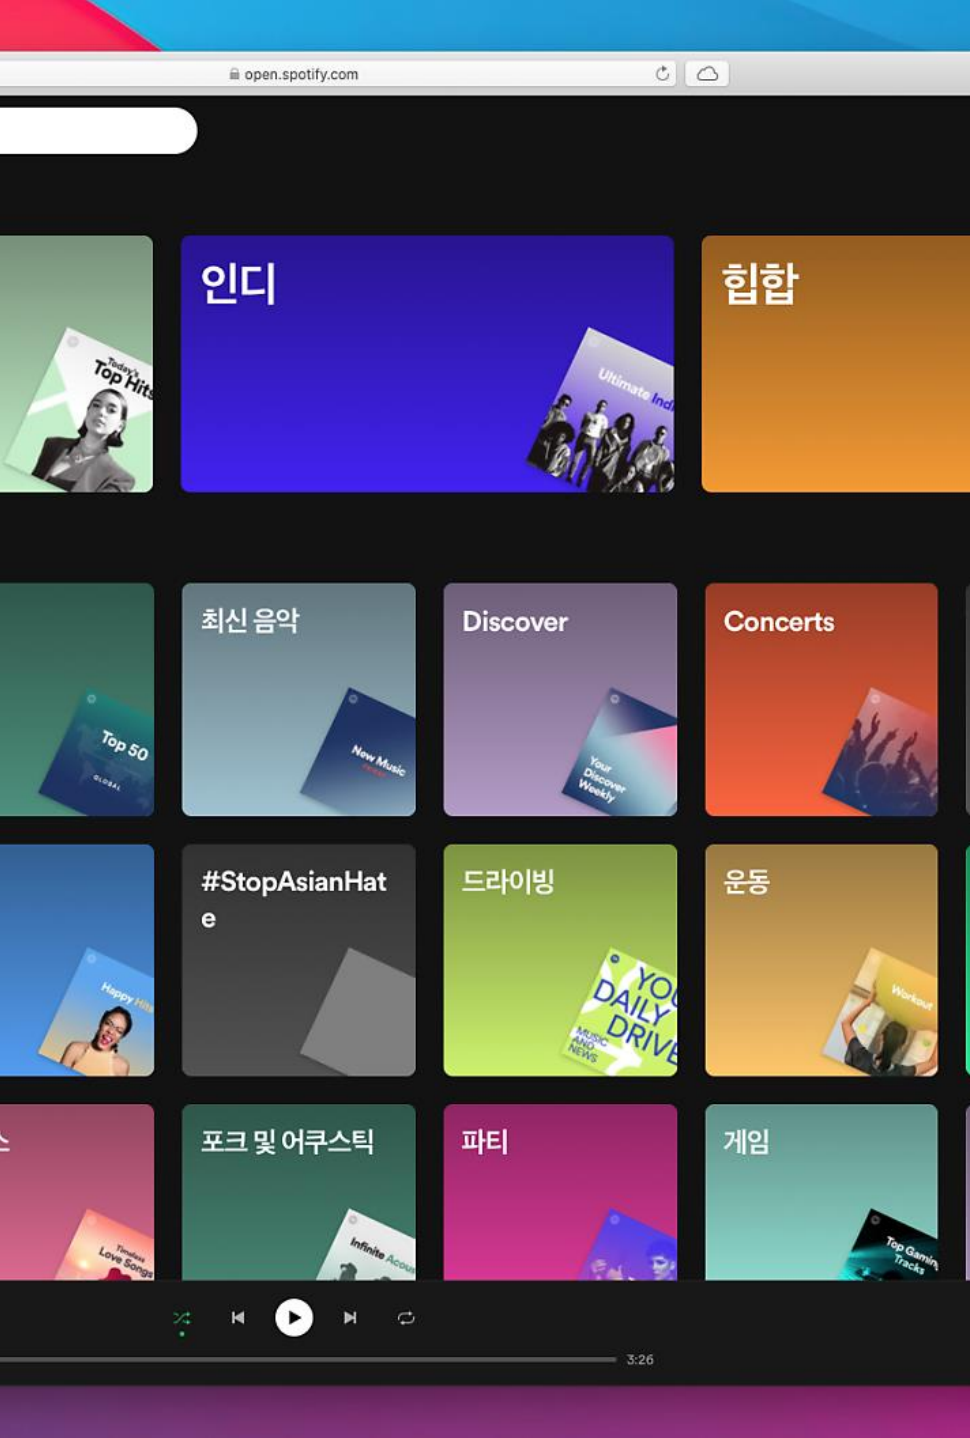 open.spotify.com
인디
힙합
Today's
Top Hits
Ultimate Indi
최신 음악
Discover
Concerts
Top 50
GLOBAL
New Music
Your
Discover
Weekly
#StopAsianHat
e
드라이빙
운동
Happy Hits
YOU
DAILY
DRIVE
MUSIC
AND
NEWS
Workout
스
포크 및 어쿠스틱
파티
게임
Timeless
Love Songs
Infinite Acous
Top Gaming
Tracks
3:26